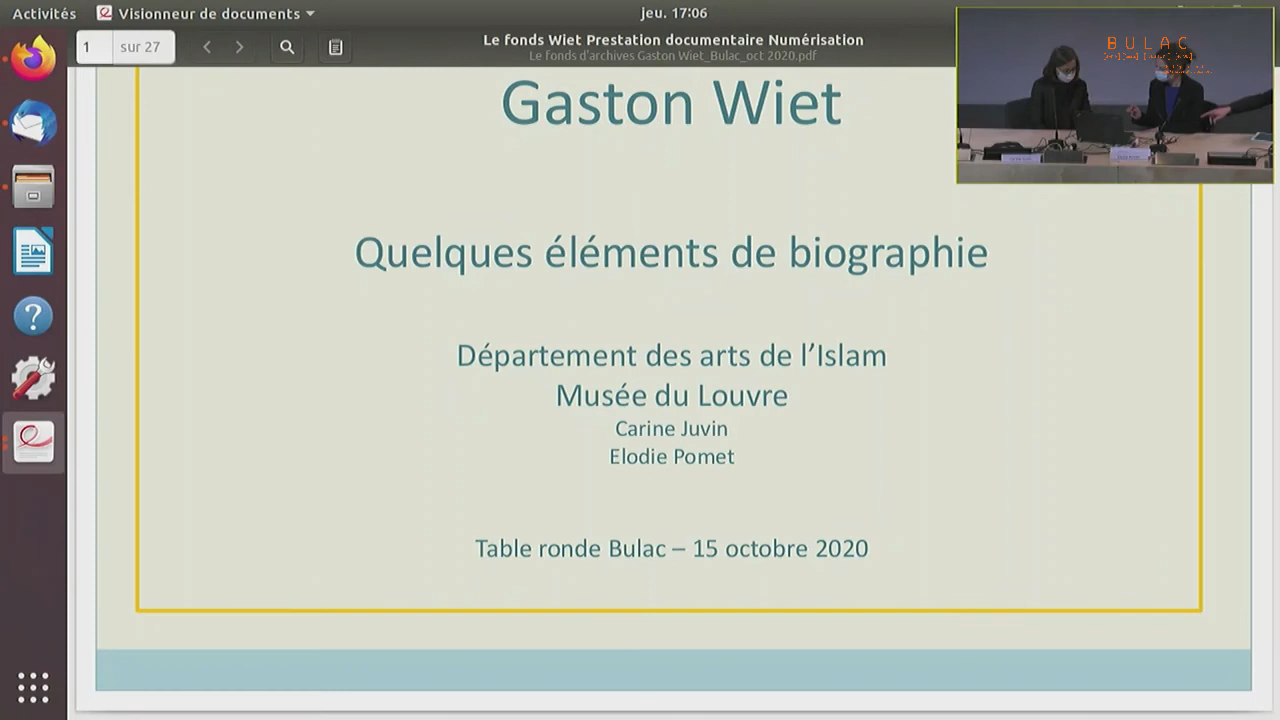 Activités
Visionneur de documents
jeu. 17:06
1
sur 27
Le fonds Wiet Prestation documentaire Numérisation
Le fonds d'archives Gaston Wiet_Bulac_oct 2020.pdf
BULAC
Gaston Wiet
Quelques éléments de biographie
Département des arts de l’Islam
Musée du Louvre
Carine Juvin
Elodie Pomet
Table ronde Bulac – 15 octobre 2020